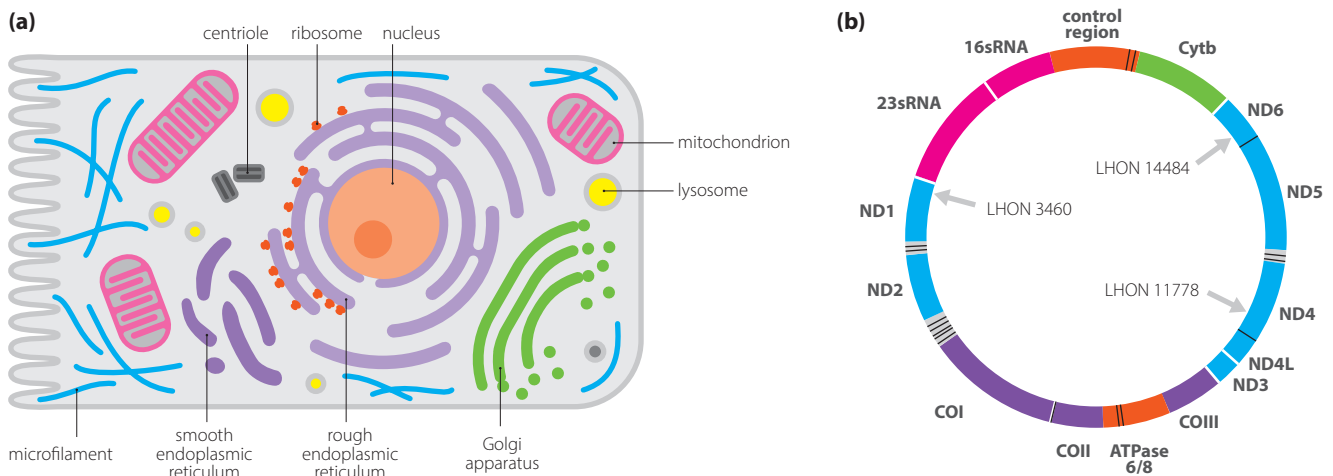 (a)
centriole
ribosome
nucleus
mitochondrion
lysosome
microfilament
smooth
endoplasmic
reticulum
rough
endoplasmic
reticulum
Golgi
apparatus
(b)
control
region
16sRNA
Cytb
23sRNA
ND6
LHON 14484
ND5
ND1
LHON 3460
ND2
LHON 11778
ND4
ND4L
ND3
COI
COIII
COII
ATPase
6/8